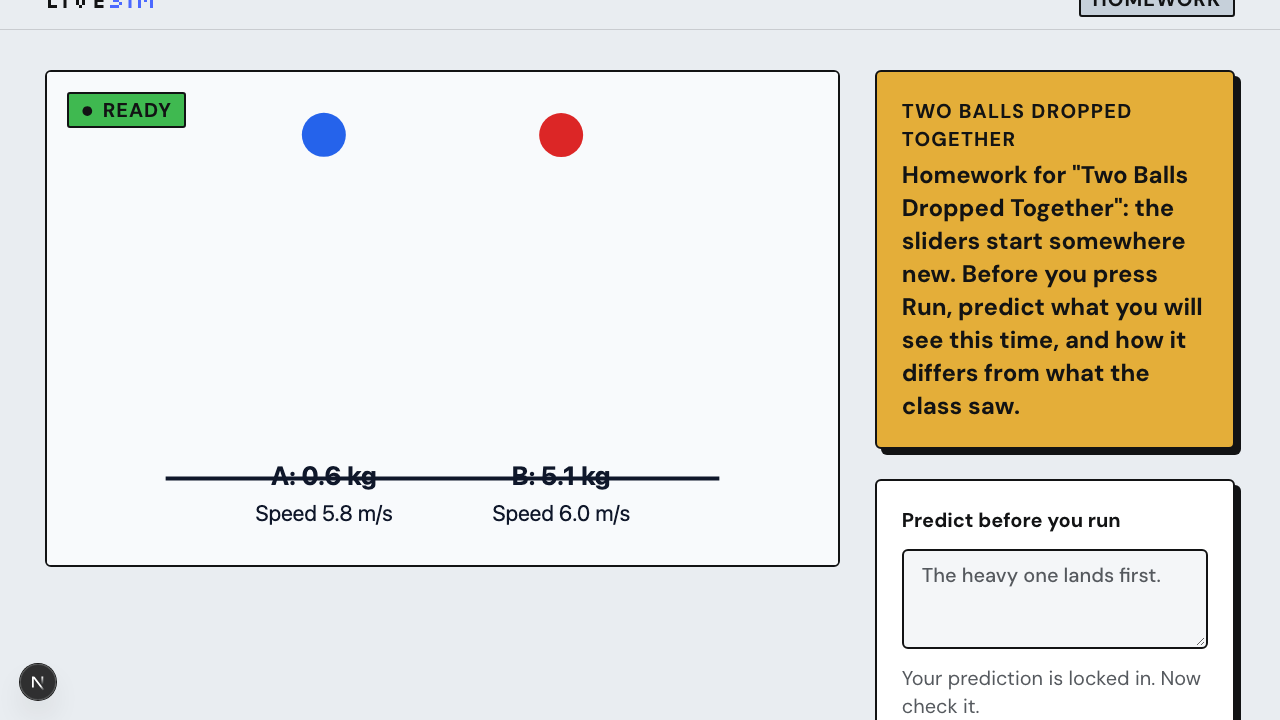 LIVESIM
HOMEWORK
READY
A: 0.6 kg
B: 5.1 kg
Speed 5.8 m/s
Speed 6.0 m/s
TWO BALLS DROPPED
TOGETHER
Homework for "Two Balls
Dropped Together": the
sliders start somewhere
new. Before you press
Run, predict what you will
see this time, and how it
differs from what the
class saw.
Predict before you run
The heavy one lands first.
Your prediction is locked in. Now
check it.
N